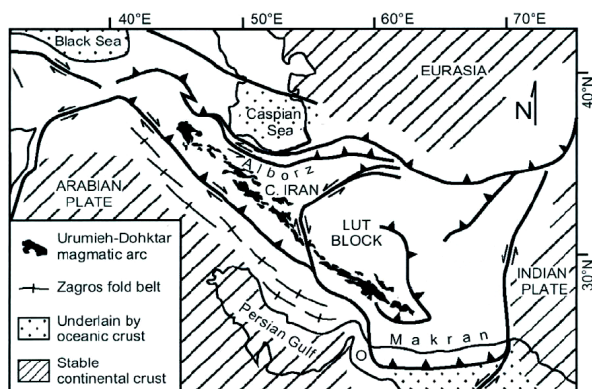 40°E
50°E
60°E
70°E
Black Sea
EURASIA
40°N
N
Caspian
Sea
Alborz
C. IRAN
ARABIAN
PLATE
LUT
BLOCK
Urumieh-Dohktar
magmatic arc
30°N
INDIAN
PLATE
Zagros fold belt
Persian Gulf
Makran
O
Underlain by
oceanic crust
Stable
continental crust